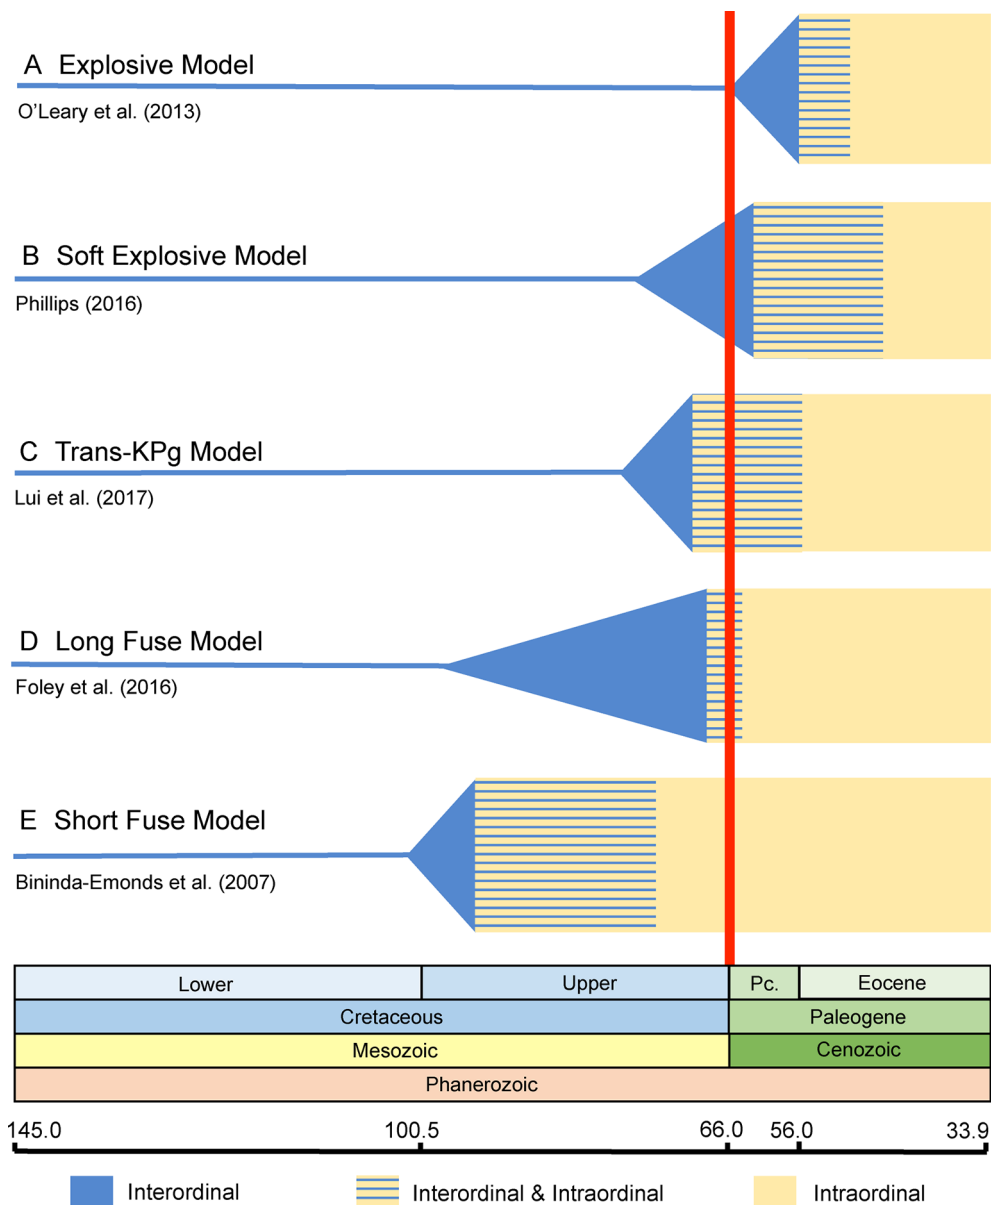 A Explosive Model
O'Leary et al. (2013)
B Soft Explosive Model
Phillips (2016)
C Trans-KPg Model
Lui et al. (2017)
D Long Fuse Model
Foley et al. (2016)
E Short Fuse Model
Bininda-Emonds et al. (2007)
Lower Upper Pc. Eocene
Cretaceous Paleogene
Mesozoic Cenozoic
Phanerozoic
145.0 100.5 66.0 56.0 33.9
Interordinal Interordinal & Intraordinal Intraordinal